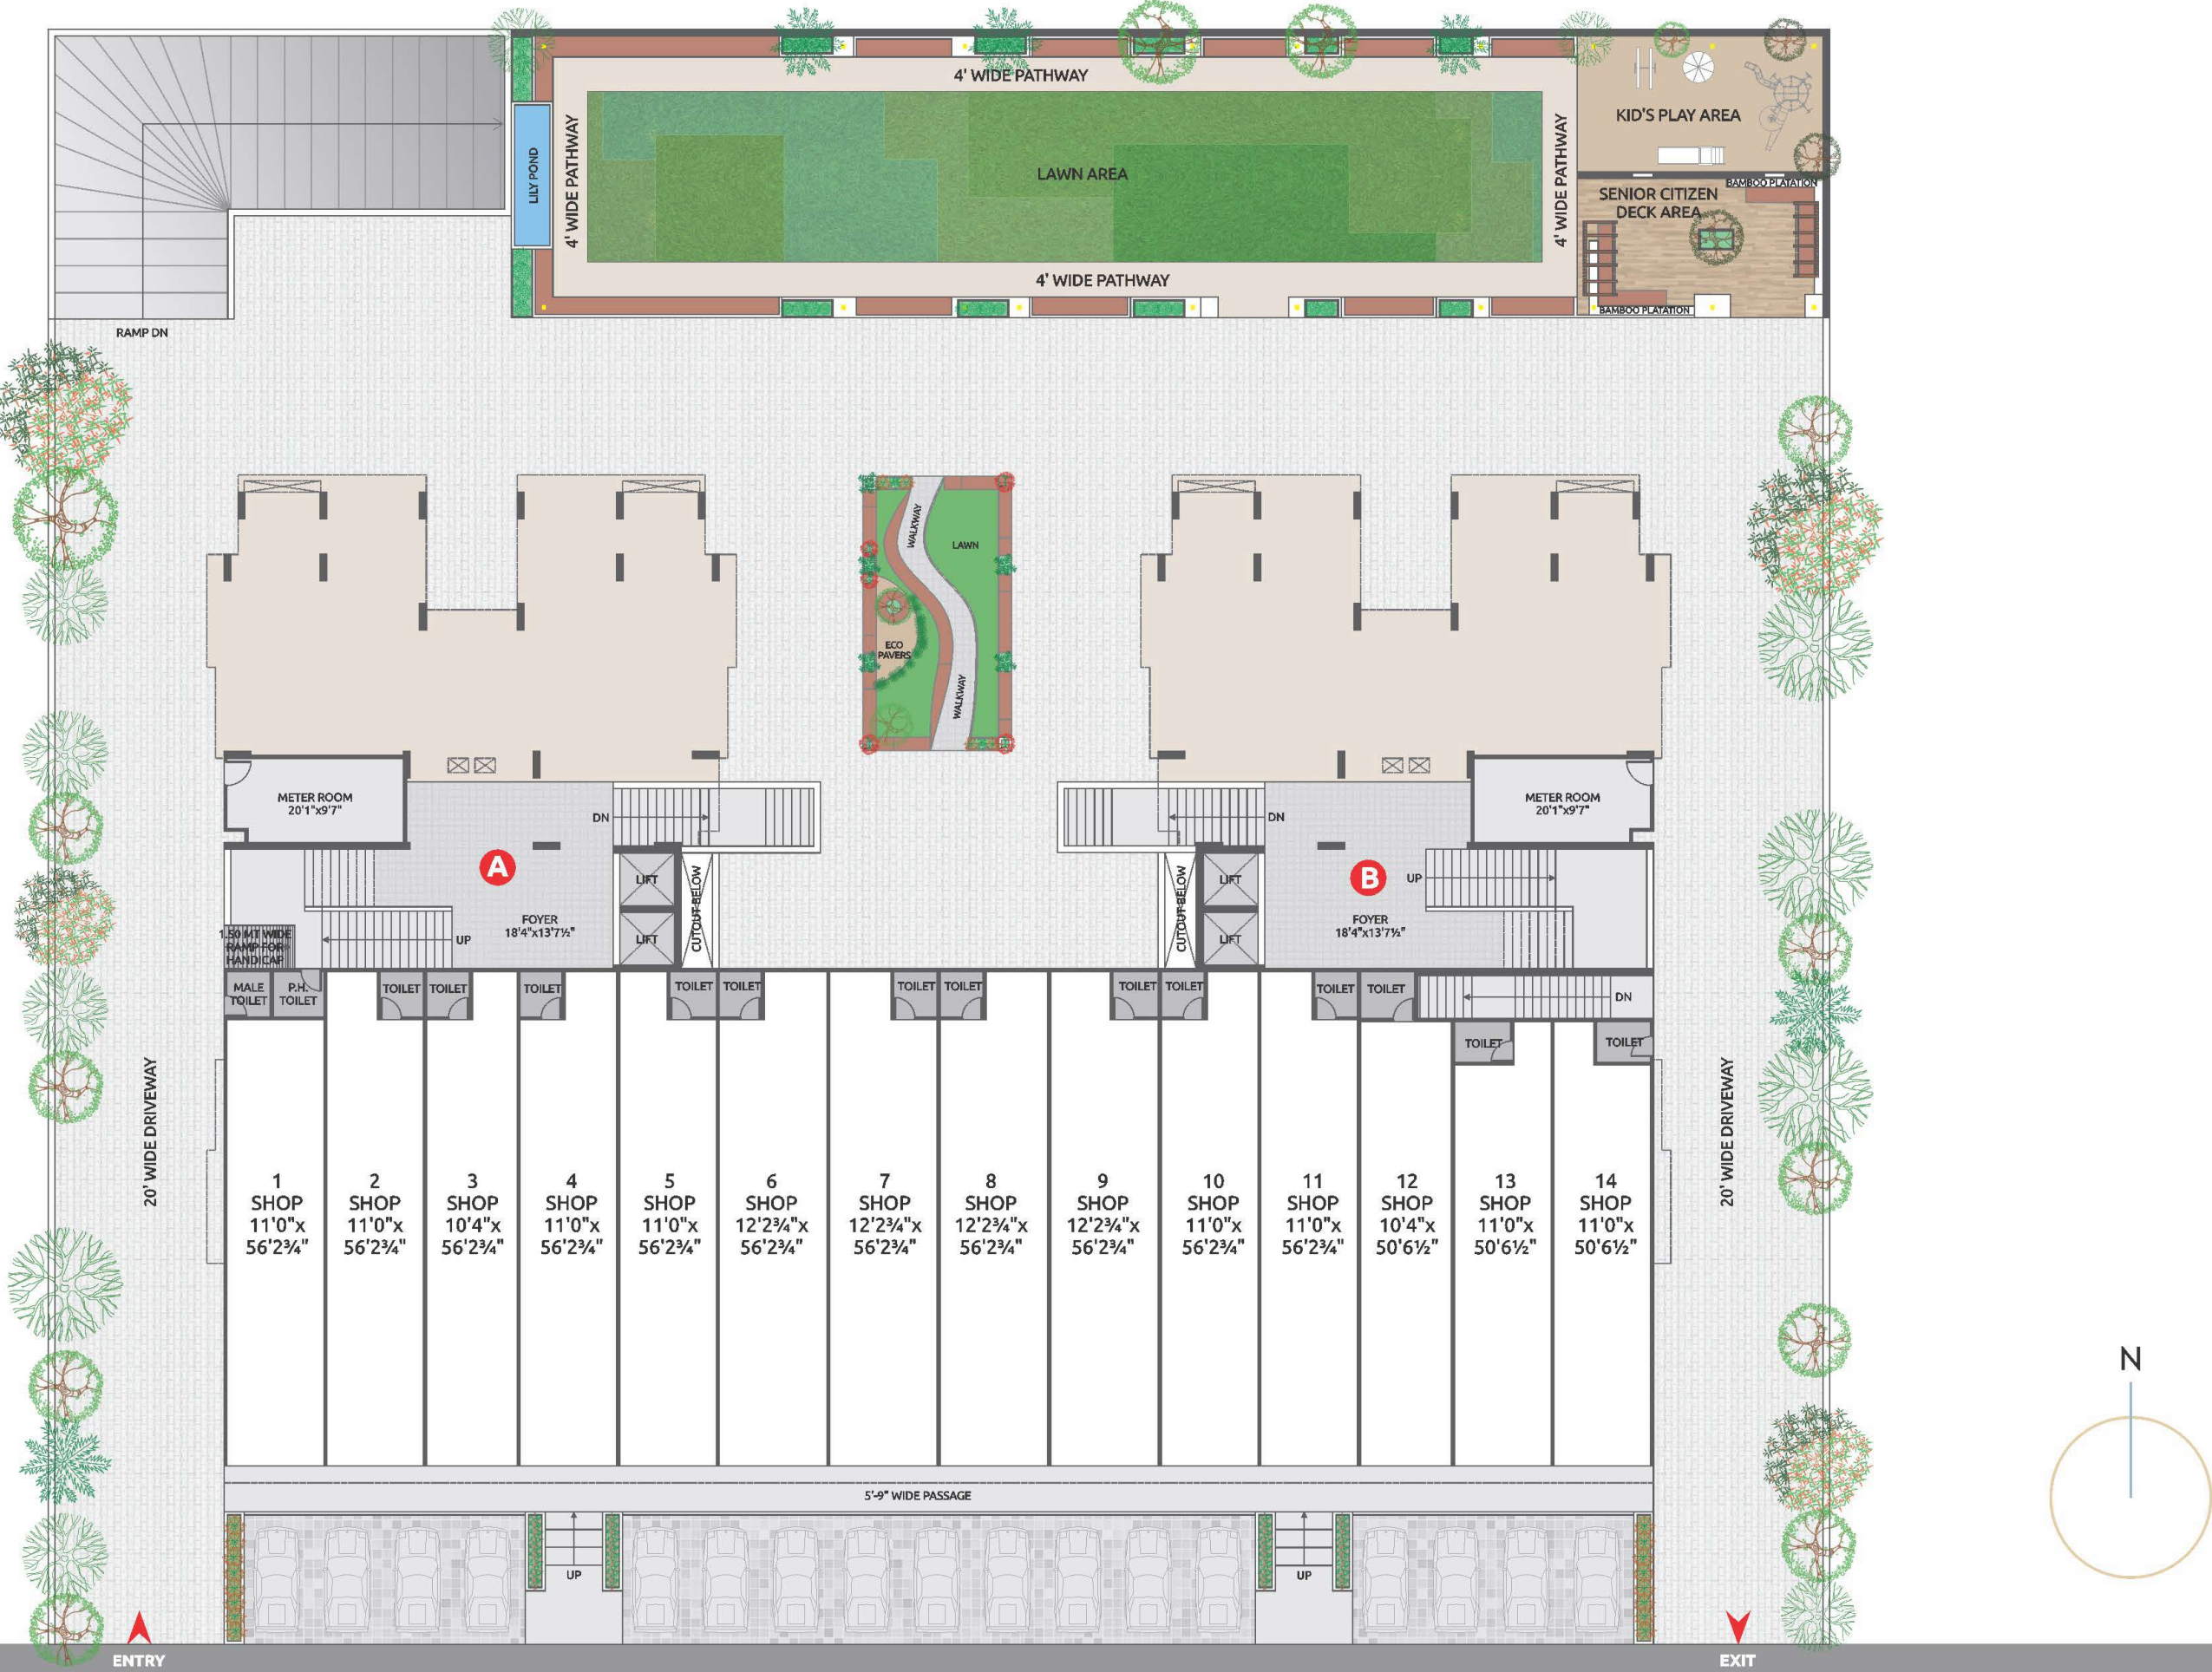 4' WIDE PATHWAY
KID'S PLAY AREA
LILY POND
4' WIDE PATHWAY
LAWN AREA
4' WIDE PATHWAY
BAMBOO PLATATION
SENIOR CITIZEN
DECK AREA
4' WIDE PATHWAY
BAMBOO PLATATION
RAMP DN
WALKWAY
LAWN
ECO
PAVERS
WALKWAY
METER ROOM
20'1"x9'7"
METER ROOM
20'1"x9'7"
DN
DN
A
B
LIFT
CUTOUT BELOW
CUTOUT BELOW
LIFT
UP
FOYER
18'4"x13'7½"
FOYER
18'4"x13'7½"
1.50 MT WIDE
RAMP FOR
HANDICAP
UP
LIFT
LIFT
MALE
TOILET
P.H.
TOILET
TOILET
TOILET
TOILET
TOILET
TOILET
TOILET
TOILET
TOILET
TOILET
TOILET
TOILET
DN
TOILET
TOILET
20' WIDE DRIVEWAY
20' WIDE DRIVEWAY
1
SHOP
11'0"x
56'2¾"
2
SHOP
11'0"x
56'2¾"
3
SHOP
10'4"x
56'2¾"
4
SHOP
11'0"x
56'2¾"
5
SHOP
11'0"x
56'2¾"
6
SHOP
12'2¾"x
56'2¾"
7
SHOP
12'2¾"x
56'2¾"
8
SHOP
12'2¾"x
56'2¾"
9
SHOP
12'2¾"x
56'2¾"
10
SHOP
11'0"x
56'2¾"
11
SHOP
11'0"x
56'2¾"
12
SHOP
10'4"x
50'6½"
13
SHOP
11'0"x
50'6½"
14
SHOP
11'0"x
50'6½"
N
5'-9" WIDE PASSAGE
UP
UP
ENTRY
EXIT